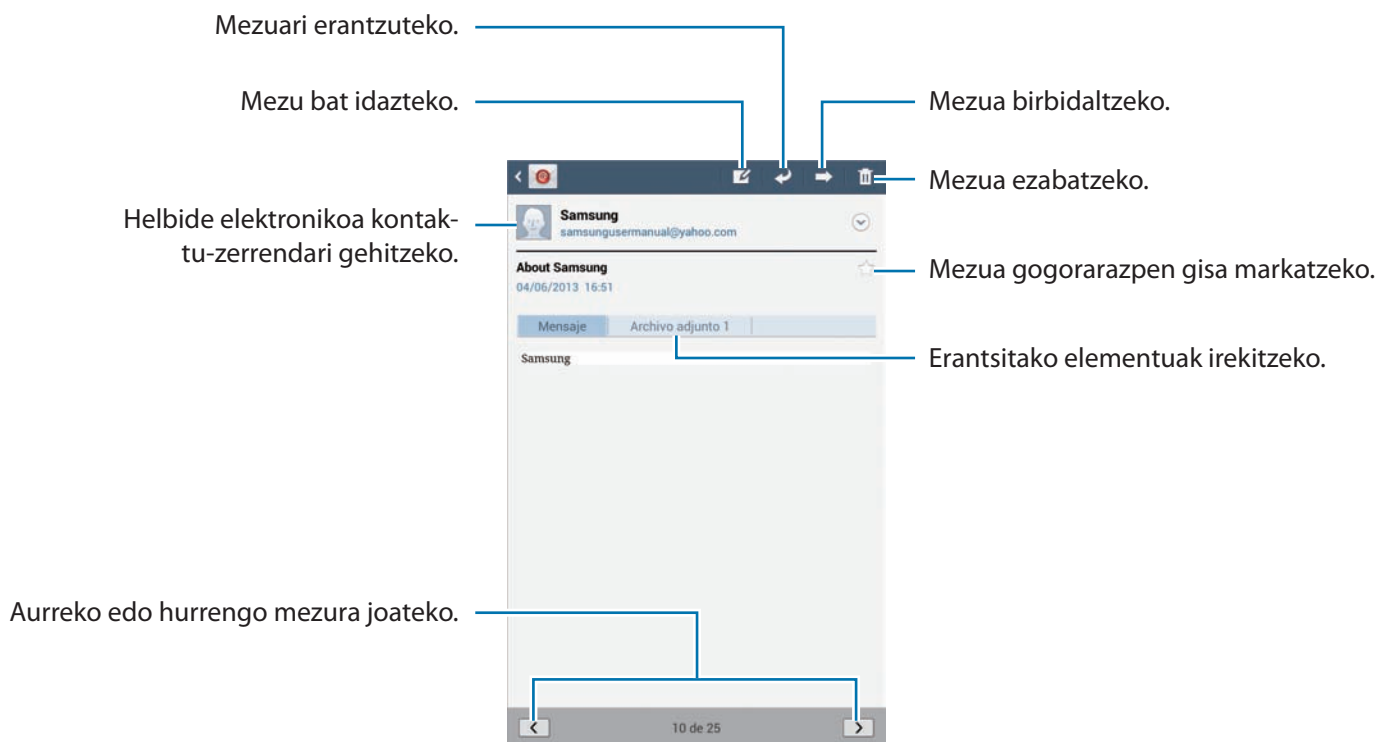 Mezuari erantzuteko.
Mezu bat idazteko.
Mezua birbidaltzeko.
Mezua ezabatzeko.
Helbide elektronikoa kontak-
tu-zerrendari gehitzeko.
Samsung
samsungusermanual@yahoo.com
About Samsung
04/06/2013 16:51
Mezua gogorarazpen gisa markatzeko.
Mensaje
Archivo adjunto 1
Samsung
Erantsitako elementuak irekitzeko.
Aurreko edo hurrengo mezura joateko.
10 de 25